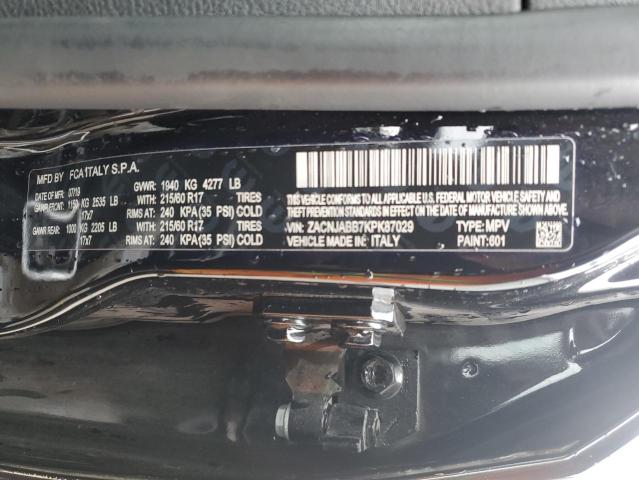 MFD BY FCA ITALY S.P.A.
DATE OF MFR 07/19 GVWR: 1940 KG 4277 LB
GAWR FRONT: 1150 KG 2535 LB WITH: 215/60 R17 TIRES
17x7 RIMS AT: 240 KPA(35 PSI) COLD
GAWR REAR: 1000 KG 2205 LB WITH: 215/60 R17 TIRES
17x7 RIMS AT: 240 KPA(35 PSI) COLD
THIS VEHICLE CONFORMS TO ALL APPLICABLE U.S.A.
FEDERAL MOTOR VEHICLE SAFETY, BUMPER, AND
THEFT PREVENTION STANDARDS IN EFFECT ON THE
DATE OF MANUFACTURE SHOWN ABOVE.
VIN: ZACNJABB7KPK87029 TYPE: MPV
VEHICLE MADE IN: ITALY PAINT: 601